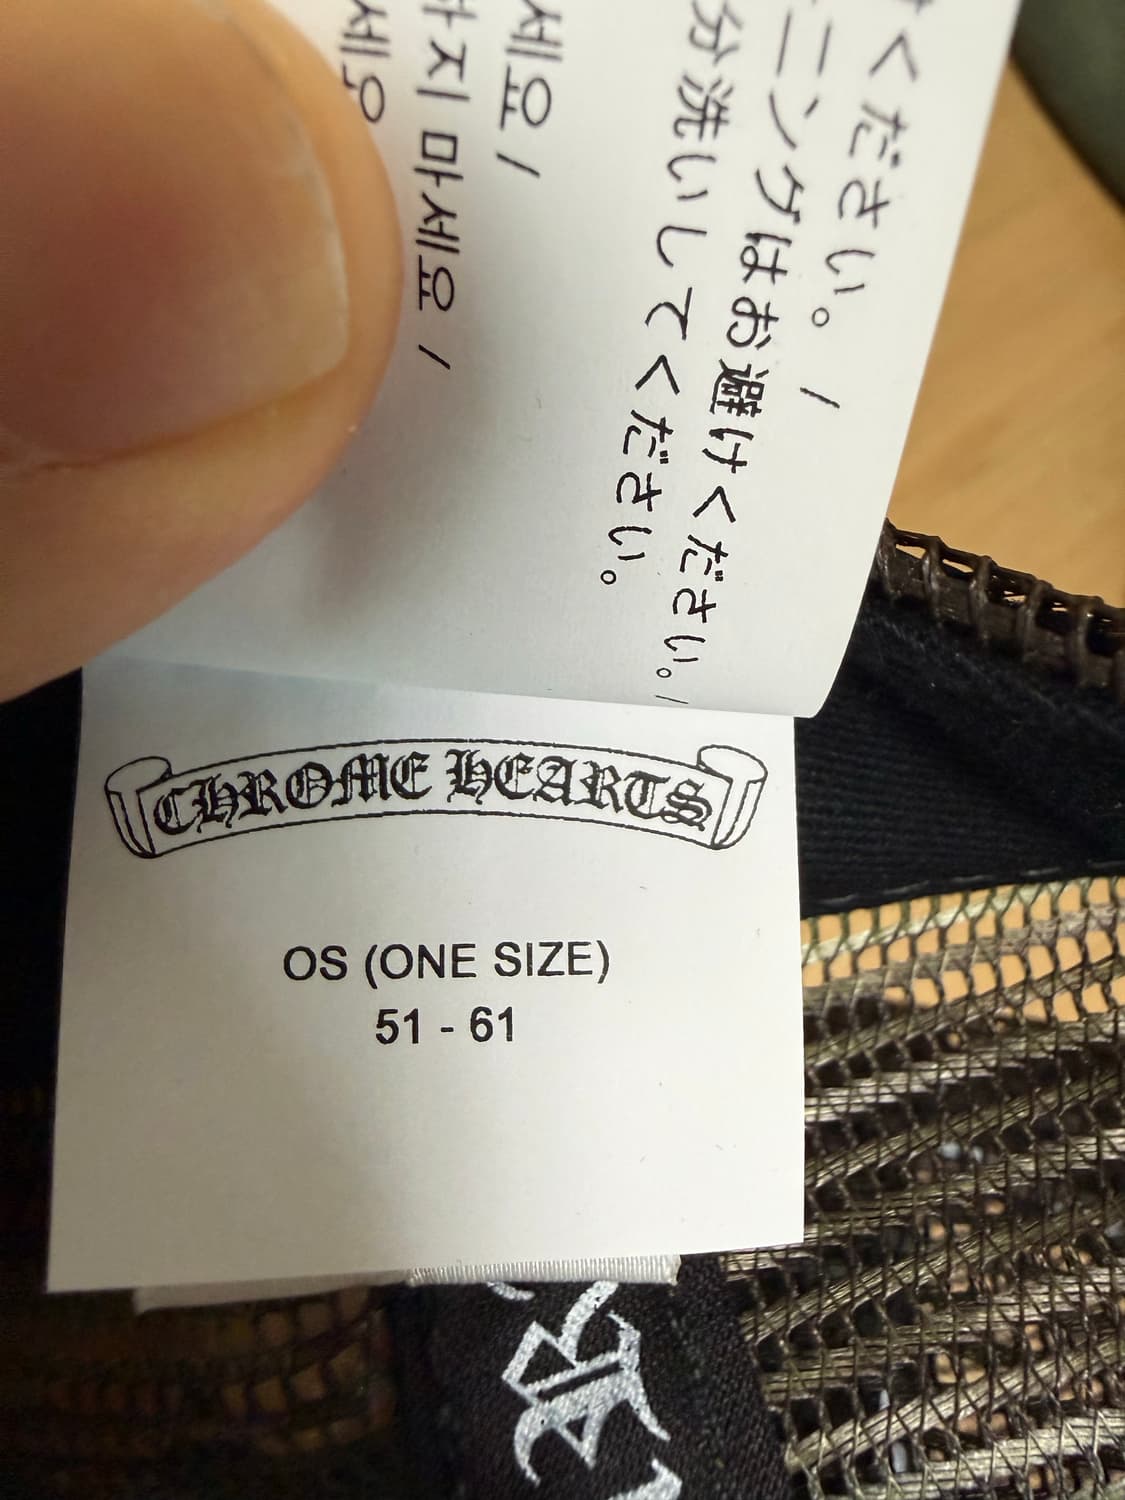 ください。 /
ニングはお避けください。 /
分洗いしてください。
세요 /
하지 마세요 /
세요
CHROME HEARTS
OS (ONE SIZE)
51 - 61